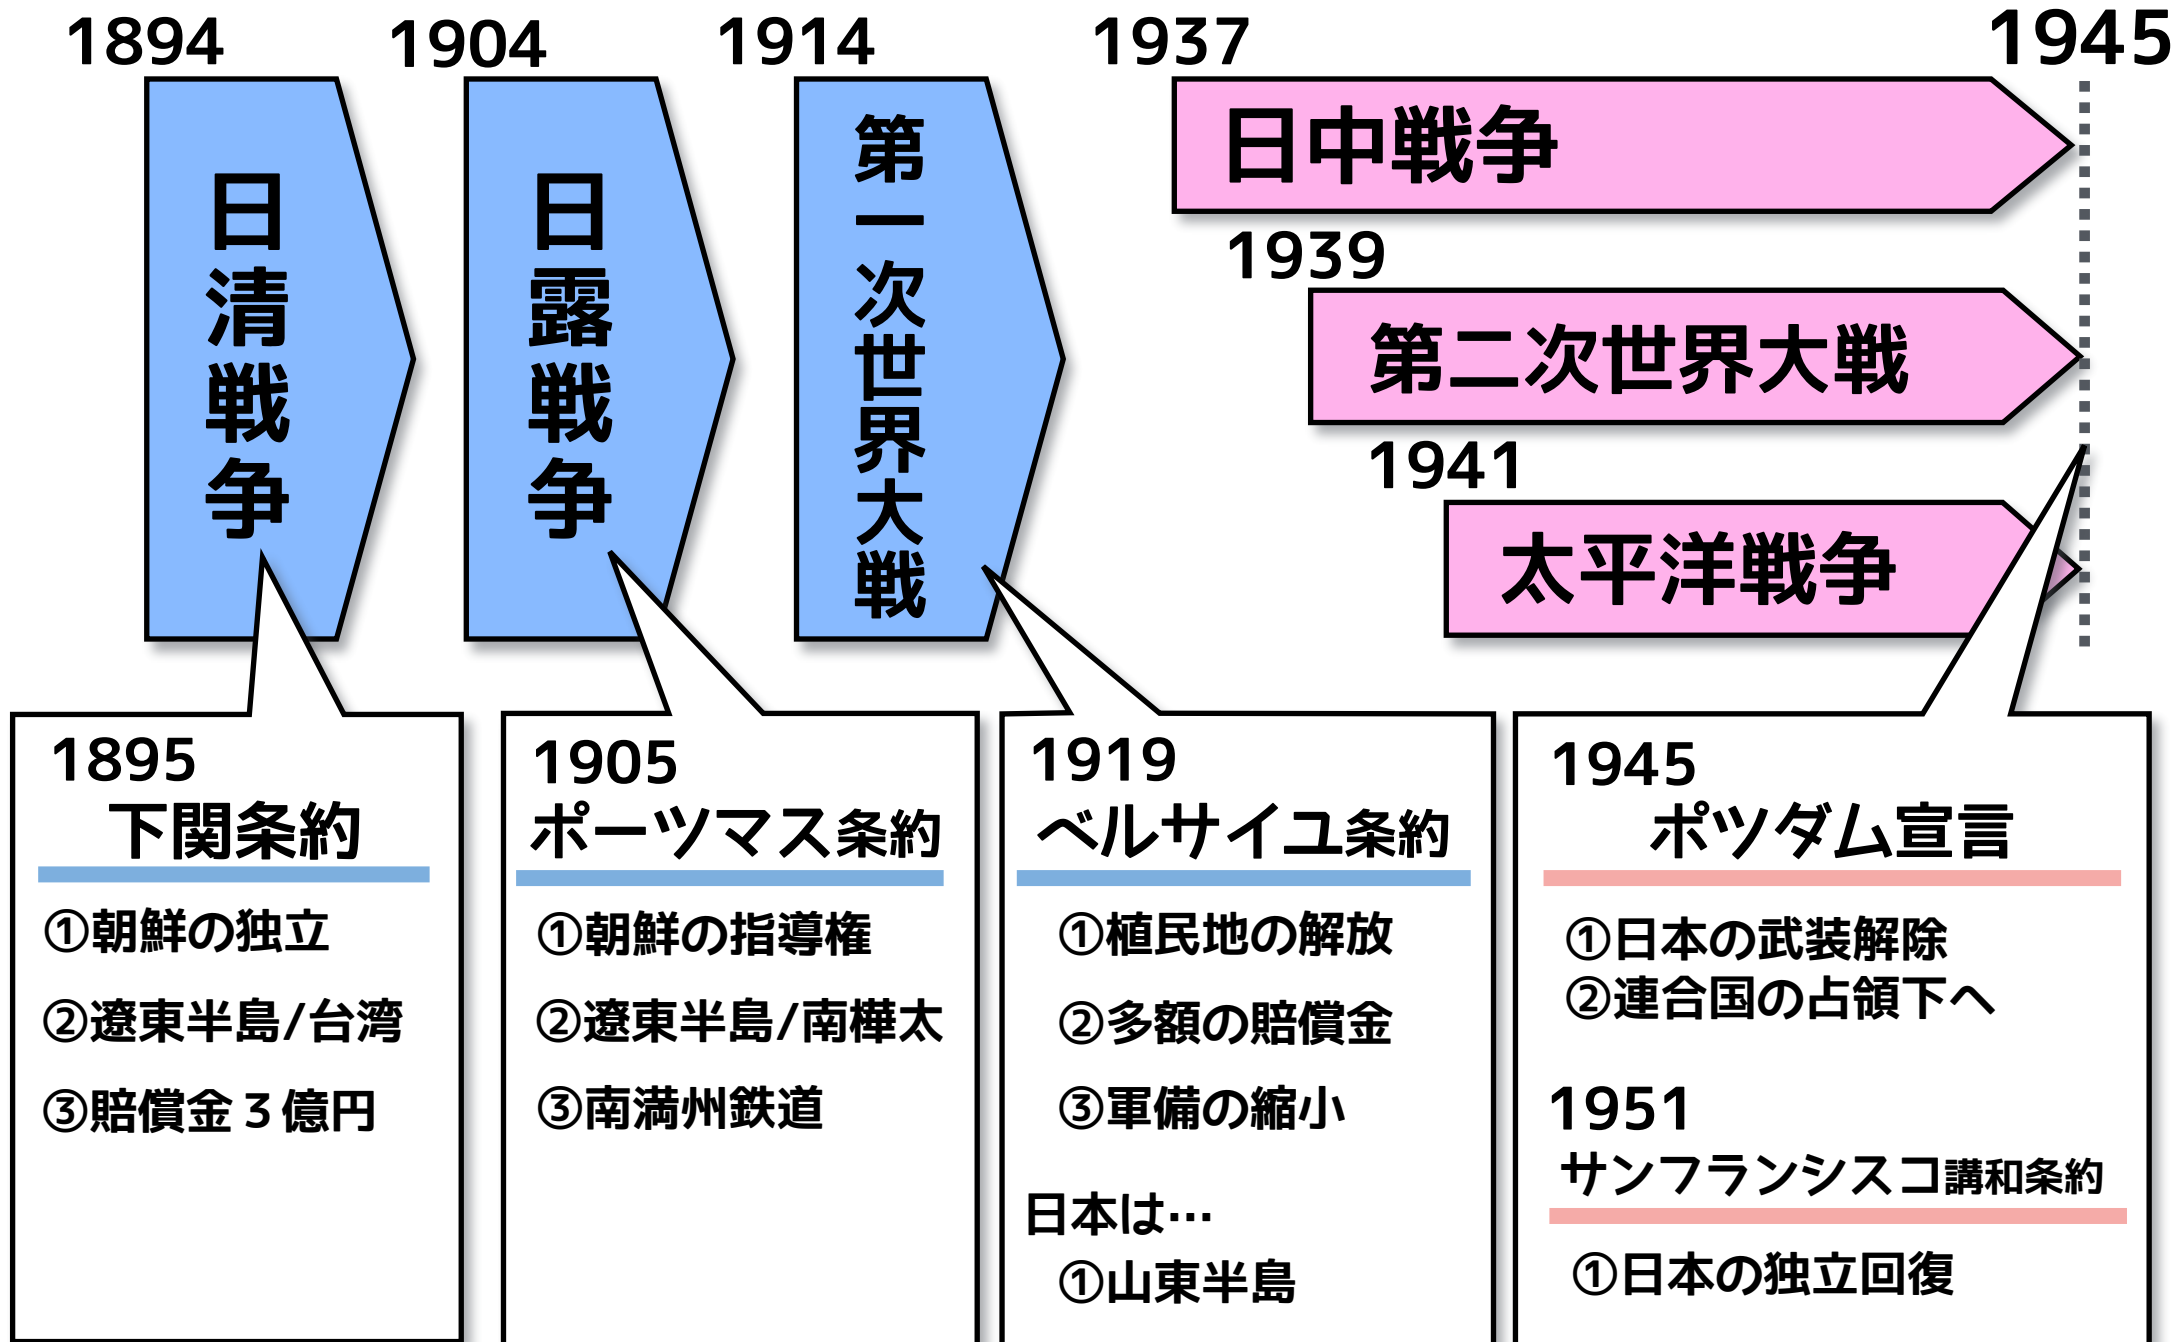 1894
日清戦争
1904
日露戦争
1914
第一次世界大戦
1937
日中戦争
1939
第二次世界大戦
1941
太平洋戦争
1945
1895
下関条約
①朝鮮の独立
②遼東半島/台湾
③賠償金３億円
1905
ポーツマス条約
①朝鮮の指導権
②遼東半島/南樺太
③南満州鉄道
1919
ベルサイユ条約
①植民地の解放
②多額の賠償金
③軍備の縮小
日本は…
①山東半島
1945
ポツダム宣言
①日本の武装解除
②連合国の占領下へ
1951
サンフランシスコ講和条約
①日本の独立回復